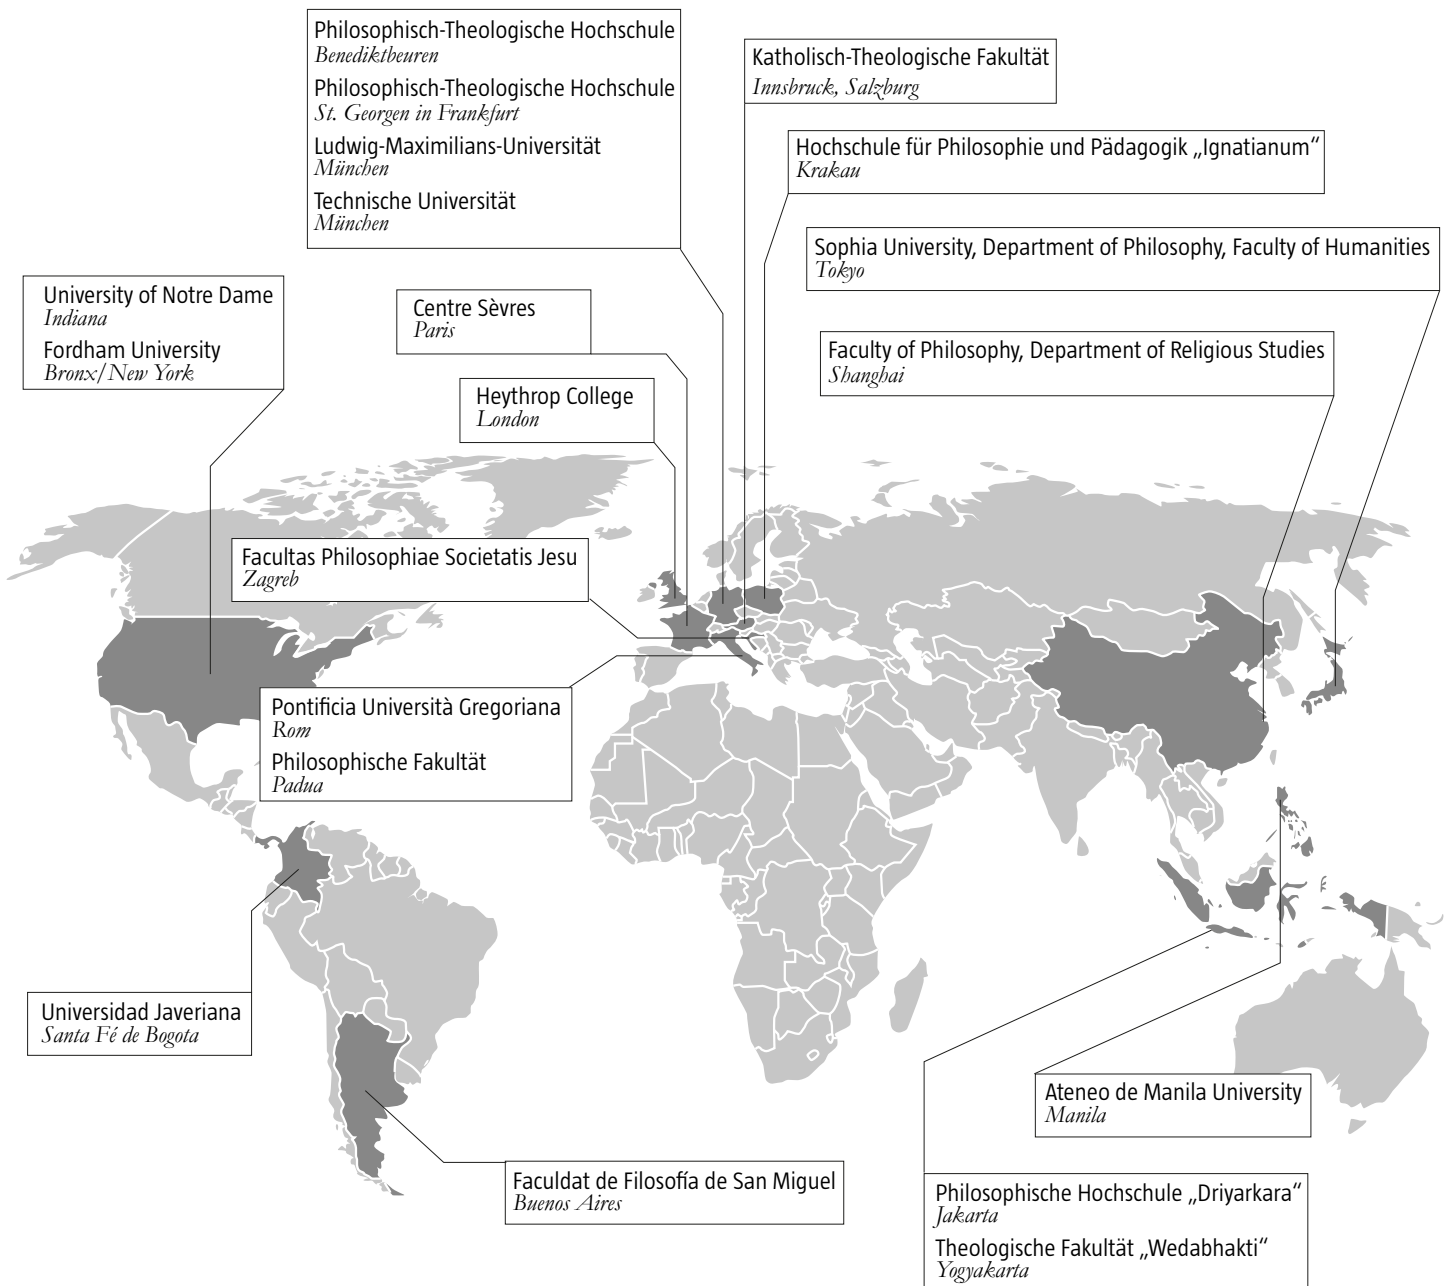 Philosophisch-Theologische Hochschule
Benediktbeuren
Philosophisch-Theologische Hochschule
St. Georgen in Frankfurt
Ludwig-Maximilians-Universität
München
Technische Universität
München
Katholisch-Theologische Fakultät
Innsbruck, Salzburg
Hochschule für Philosophie und Pädagogik „Ignatianum“
Krakau
Sophia University, Department of Philosophy, Faculty of Humanities
Tokyo
University of Notre Dame
Indiana
Fordham University
Bronx/New York
Centre Sèvres
Paris
Faculty of Philosophy, Department of Religious Studies
Shanghai
Heythrop College
London
Facultas Philosophiae Societatis Jesu
Zagreb
Pontificia Università Gregoriana
Rom
Philosophische Fakultät
Padua
Universidad Javeriana
Santa Fé de Bogota
Ateneo de Manila University
Manila
Faculdat de Filosofía de San Miguel
Buenos Aires
Philosophische Hochschule „Driyarkara“
Jakarta
Theologische Fakultät „Wedabhakti“
Yogyakarta